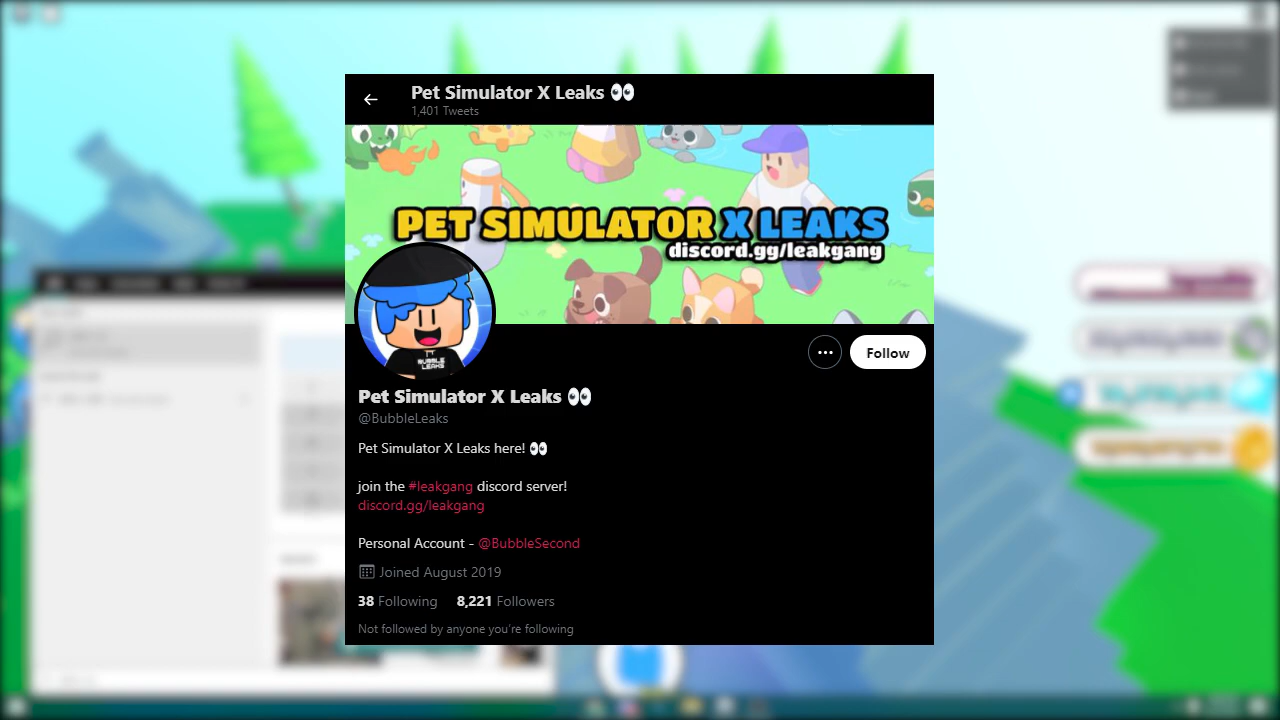 Pet Simulator X Leaks 👀
1,401 Tweets
PET SIMULATOR X LEAKS
discord.gg/leakgang
BUBBLE
LEAKS
Follow
Pet Simulator X Leaks 👀
@BubbleLeaks
Pet Simulator X Leaks here! 👀
join the #leakgang discord server!
discord.gg/leakgang
Personal Account - @BubbleSecond
Joined August 2019
38 Following 8,221 Followers
Not followed by anyone you're following